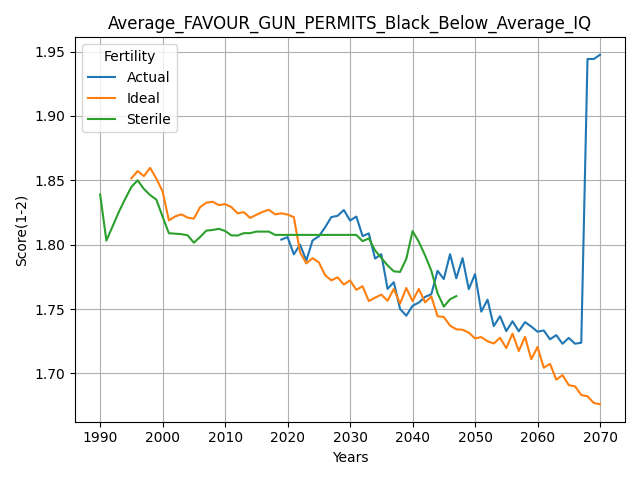 Average_FAVOUR_GUN_PERMITS_Black_Below_Average_IQ
Fertility
Actual
Ideal
Sterile
Score(1-2)
1.95
1.90
1.85
1.80
1.75
1.70
1990 2000 2010 2020 2030 2040 2050 2060 2070
Years